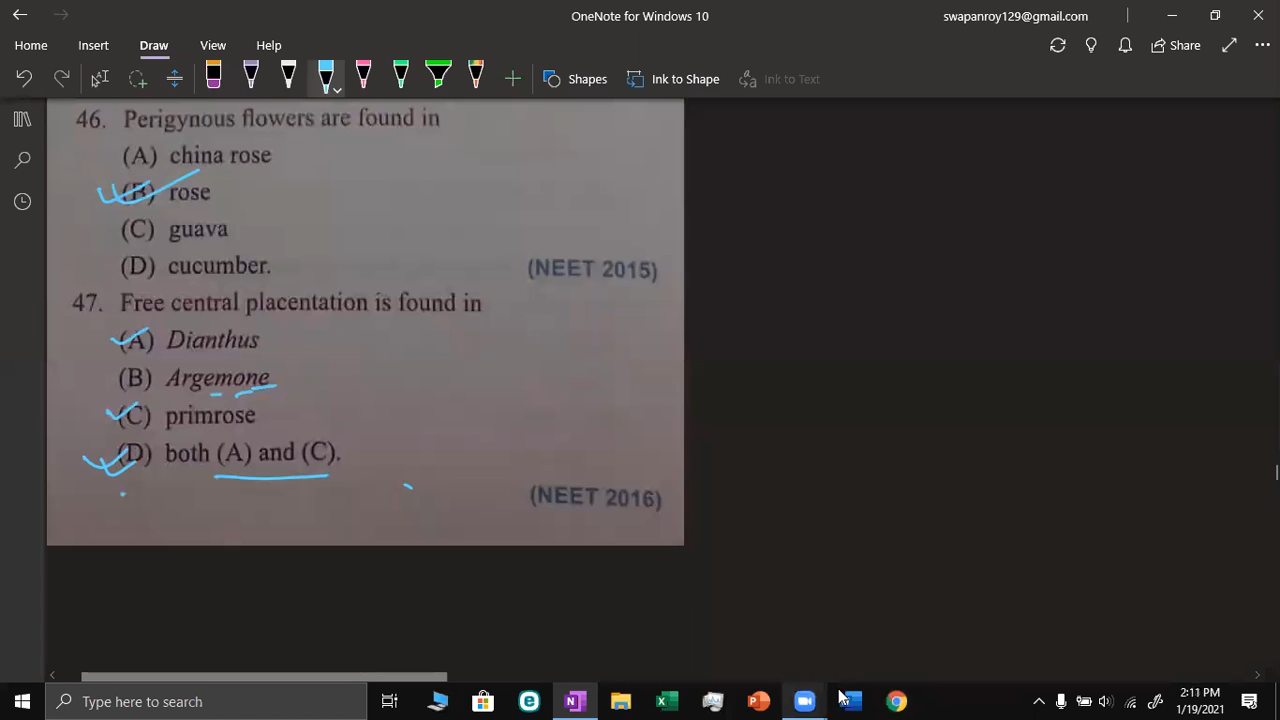 OneNote for Windows 10
swapanroy129@gmail.com
Home Insert Draw View Help
Share
Shapes
Ink to Shape
Ink to Text
46. Perigynous flowers are found in
(A) china rose
(B) rose
(C) guava
(D) cucumber.
(NEET 2015)
47. Free central placentation is found in
(A) Dianthus
(B) Argemone
(C) primrose
(D) both (A) and (C).
(NEET 2016)
Type here to search
2:11 PM
1/19/2021